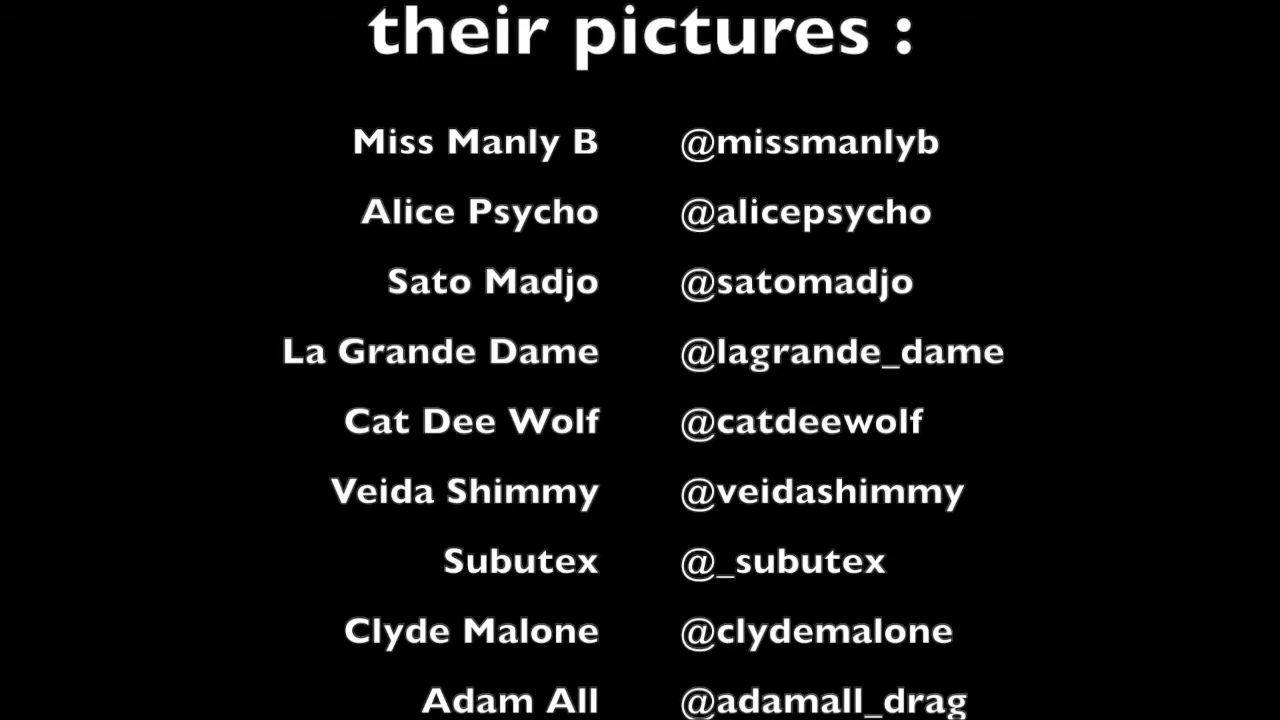 their pictures :
Miss Manly B @missmanlyb
Alice Psycho @alicepsycho
Sato Madjo @satomadjo
La Grande Dame @lagrande_dame
Cat Dee Wolf @catdeewolf
Veida Shimmy @veidashimmy
Subutex @_subutex
Clyde Malone @clydemalone
Adam All @adamall_drag